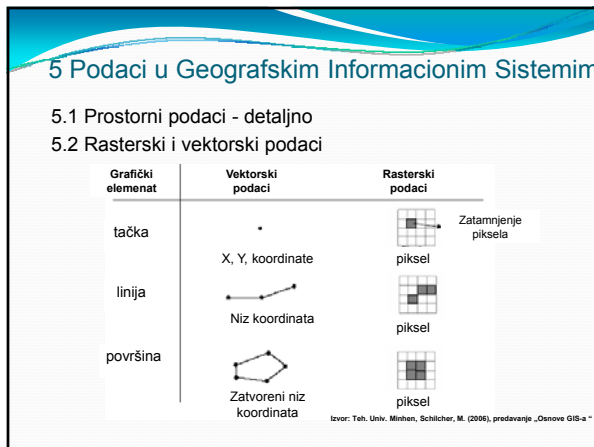 5 Podaci u Geografskim Informacionim Sistemim
5.1 Prostorni podaci - detaljno
5.2 Rasterski i vektorski podaci
Grafički
elemenat
Vektorski
podaci
Rasterski
podaci
tačka
X, Y, koordinate
piksel
Zatamnjenje
piksela
linija
Niz koordinata
piksel
površina
Zatvoreni niz
koordinata
piksel
Izvor: Teh. Univ. Minhen, Schilcher, M. (2006), predavanje „Osnove GIS-a “